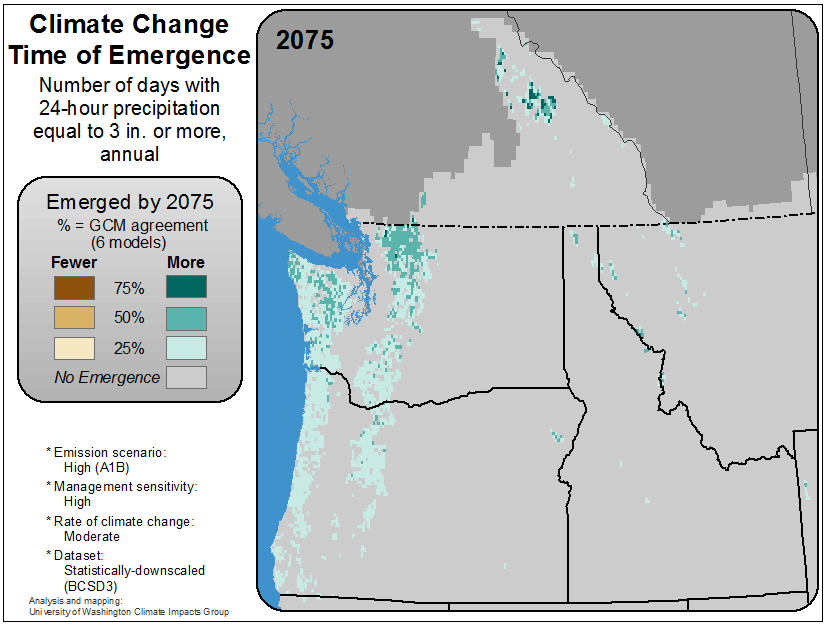 Climate Change
Time of Emergence
Number of days with
24-hour precipitation
equal to 3 in. or more,
annual
2075
Emerged by 2075
% = GCM agreement
(6 models)
Fewer More
75%
50%
25%
No Emergence
* Emission scenario:
High (A1B)
* Management sensitivity:
High
* Rate of climate change:
Moderate
* Dataset:
Statistically-downscaled
(BCSD3)
Analysis and mapping:
University of Washington Climate Impacts Group